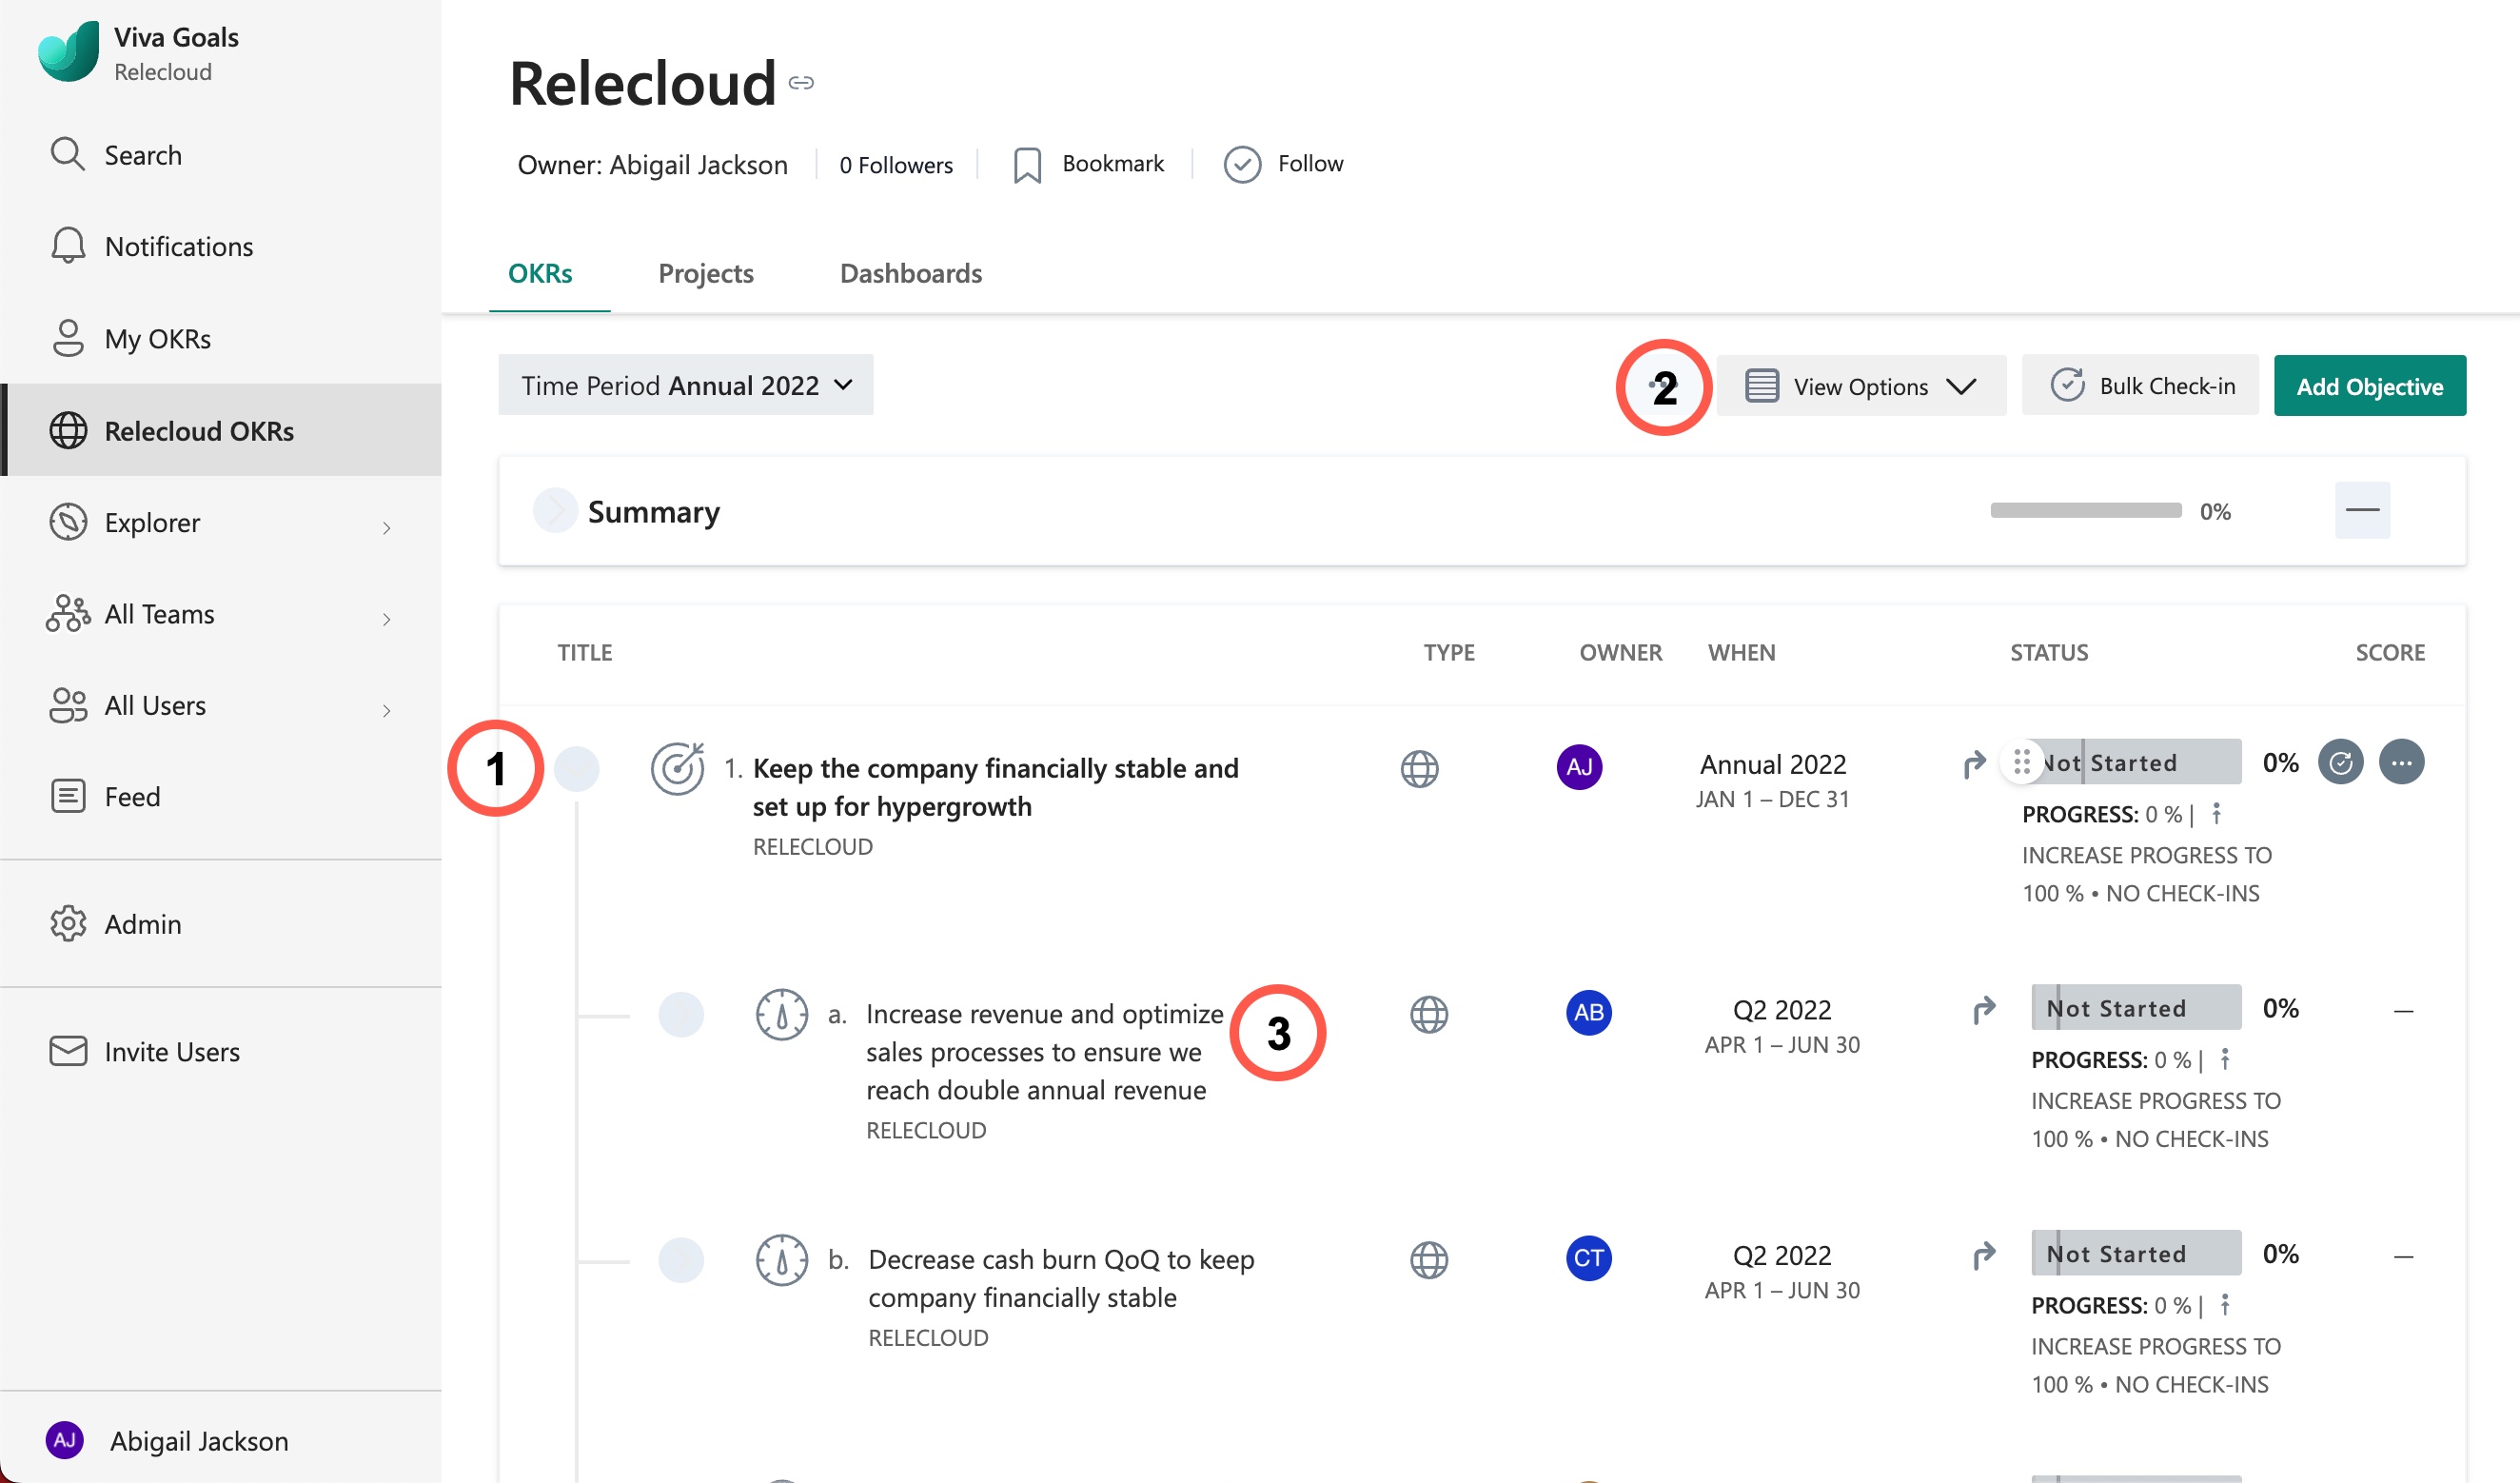 Viva Goals
Relecloud
Search
Notifications
My OKRs
Relecloud OKRs
Explorer
All Teams
All Users
Feed
Admin
Invite Users
AJ Abigail Jackson
Relecloud
Owner: Abigail Jackson 0 Followers Bookmark Follow
OKRs Projects Dashboards
Time Period Annual 2022 2 View Options Bulk Check-in Add Objective
Summary 0%
TITLE TYPE OWNER WHEN STATUS SCORE
1 1. Keep the company financially stable and AJ Annual 2022 Not Started 0%
set up for hypergrowth JAN 1 – DEC 31
RELECLOUD PROGRESS: 0 % |
INCREASE PROGRESS TO
100 % • NO CHECK-INS
a. Increase revenue and optimize 3 AB Q2 2022 Not Started 0% —
sales processes to ensure we APR 1 – JUN 30 PROGRESS: 0 % |
reach double annual revenue INCREASE PROGRESS TO
RELECLOUD 100 % • NO CHECK-INS
b. Decrease cash burn QoQ to keep CT Q2 2022 Not Started 0% —
company financially stable APR 1 – JUN 30 PROGRESS: 0 % |
RELECLOUD INCREASE PROGRESS TO
100 % • NO CHECK-INS